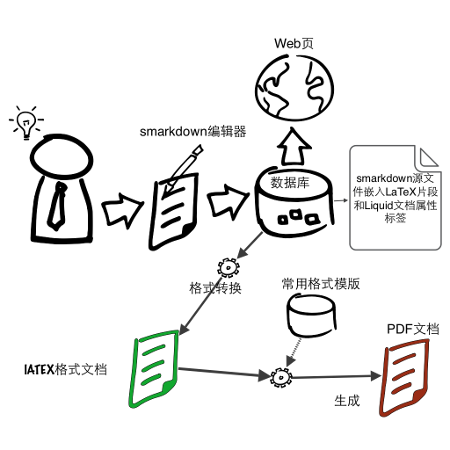 Web页
smarkdown编辑器
数据库
smarkdown源文
件嵌入LaTeX片段
和Liquid文档属性
标签
格式转换
常用格式模版
PDF文档
lATEX格式文档
生成